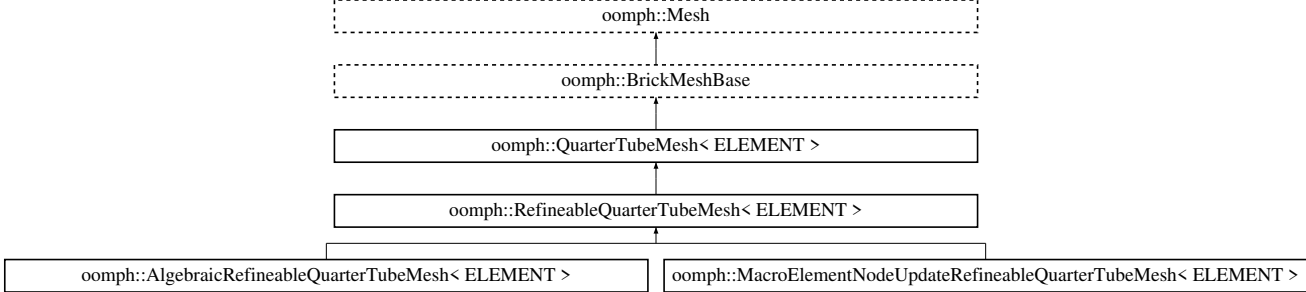 oomph::Mesh
oomph::BrickMeshBase
oomph::QuarterTubeMesh< ELEMENT >
oomph::RefineableQuarterTubeMesh< ELEMENT >
oomph::AlgebraicRefineableQuarterTubeMesh< ELEMENT >
oomph::MacroElementNodeUpdateRefineableQuarterTubeMesh< ELEMENT >